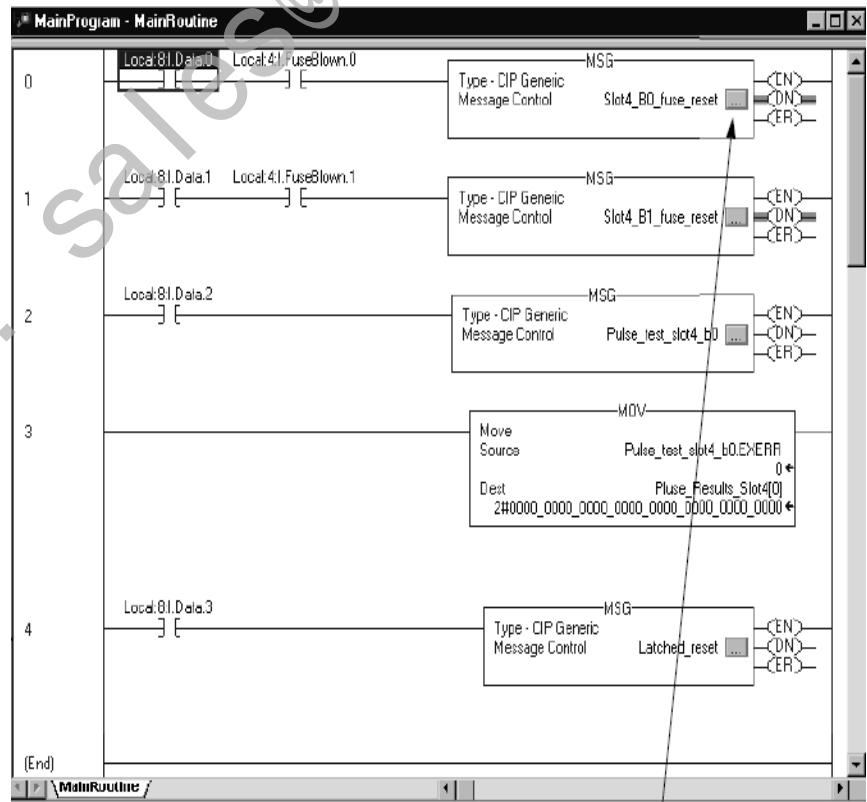 MainProgram - MainRoutine
0
Local:8:I.Data.0
Local:4:I.FuseBlown.0
MSG
Type - CIP Generic
Message Control
Slot4_B0_fuse_reset
...
EN
DN
ER
1
Local:8:I.Data.1
Local:4:I.FuseBlown.1
MSG
Type - CIP Generic
Message Control
Slot4_B1_fuse_reset
...
EN
DN
ER
2
Local:8:I.Data.2
MSG
Type - CIP Generic
Message Control
Pulse_test_slot4_b0
...
EN
DN
ER
3
MOV
Move
Source
Pulse_test_slot4_b0.EXERR
0
Dest
Pluse_Results_Slot4[0]
2#0000_0000_0000_0000_0000_0000_0000_0000
4
Local:8:I.Data.3
MSG
Type - CIP Generic
Message Control
Latched_reset
...
EN
DN
ER
(End)
MainRoutine
sales@